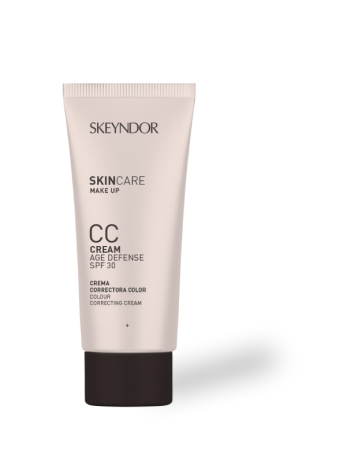 SKEYNDOR
SKINCARE
MAKE UP
CC
CREAM
AGE DEFENSE
SPF 30
CREMA
CORRECTORA COLOR
COLOUR
CORRECTING CREAM
+